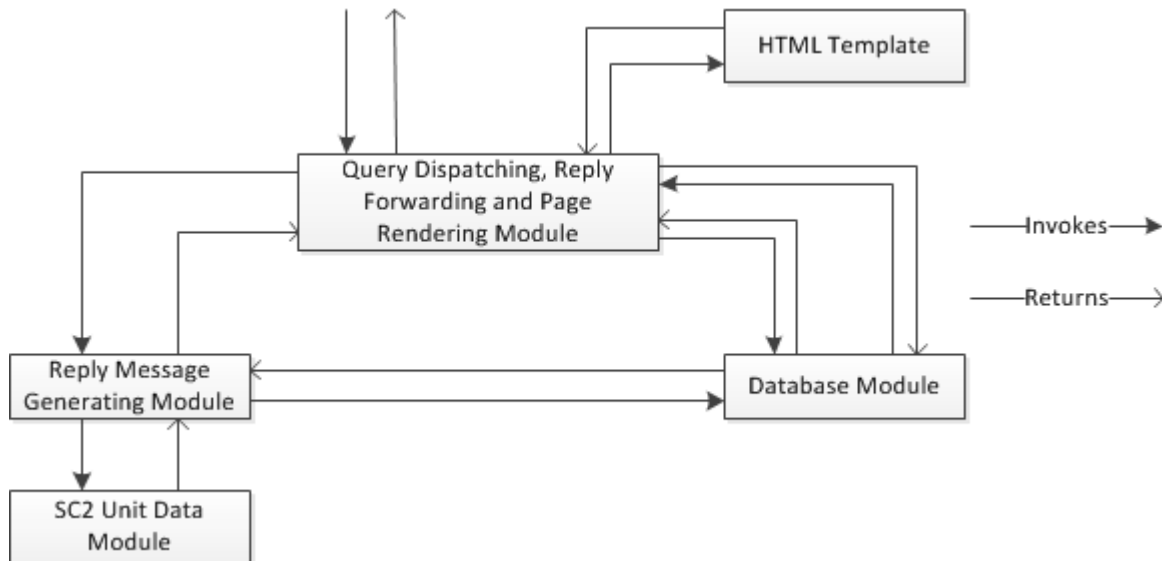 HTML Template
Query Dispatching, Reply
Forwarding and Page
Rendering Module
Invokes
Returns
Reply Message
Generating Module
Database Module
SC2 Unit Data
Module